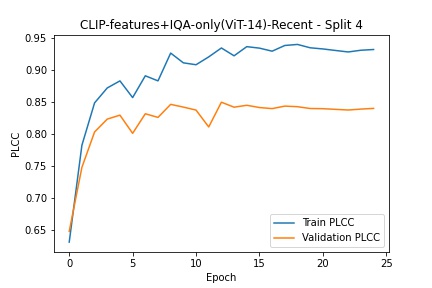 CLIP-features+IQA-only(ViT-14)-Recent - Split 4
0.95
0.90
0.85
0.80
0.75
0.70
0.65
PLCC
Train PLCC
Validation PLCC
0 5 10 15 20 25
Epoch